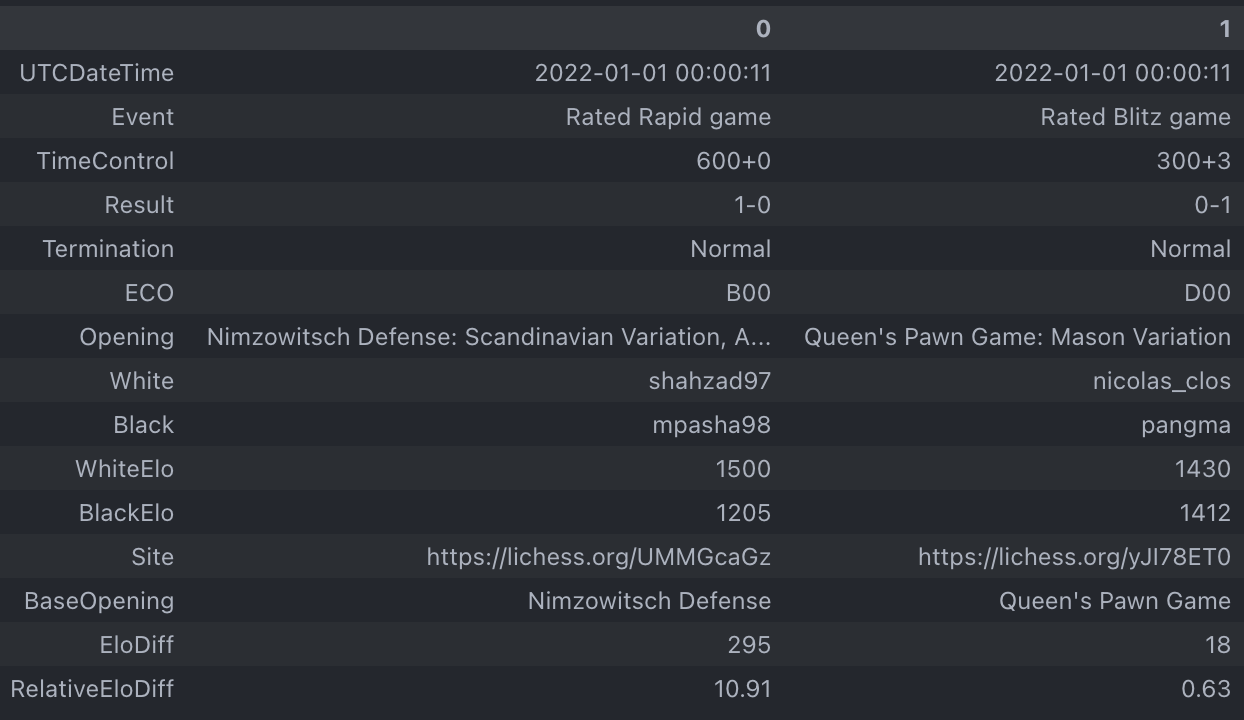 0 1
UTCDateTime 2022-01-01 00:00:11 2022-01-01 00:00:11
Event Rated Rapid game Rated Blitz game
TimeControl 600+0 300+3
Result 1-0 0-1
Termination Normal Normal
ECO B00 D00
Opening Nimzowitsch Defense: Scandinavian Variation, A... Queen's Pawn Game: Mason Variation
White shahzad97 nicolas_clos
Black mpasha98 pangma
WhiteElo 1500 1430
BlackElo 1205 1412
Site https://lichess.org/UMMGcaGz https://lichess.org/yJI78ET0
BaseOpening Nimzowitsch Defense Queen's Pawn Game
EloDiff 295 18
RelativeEloDiff 10.91 0.63